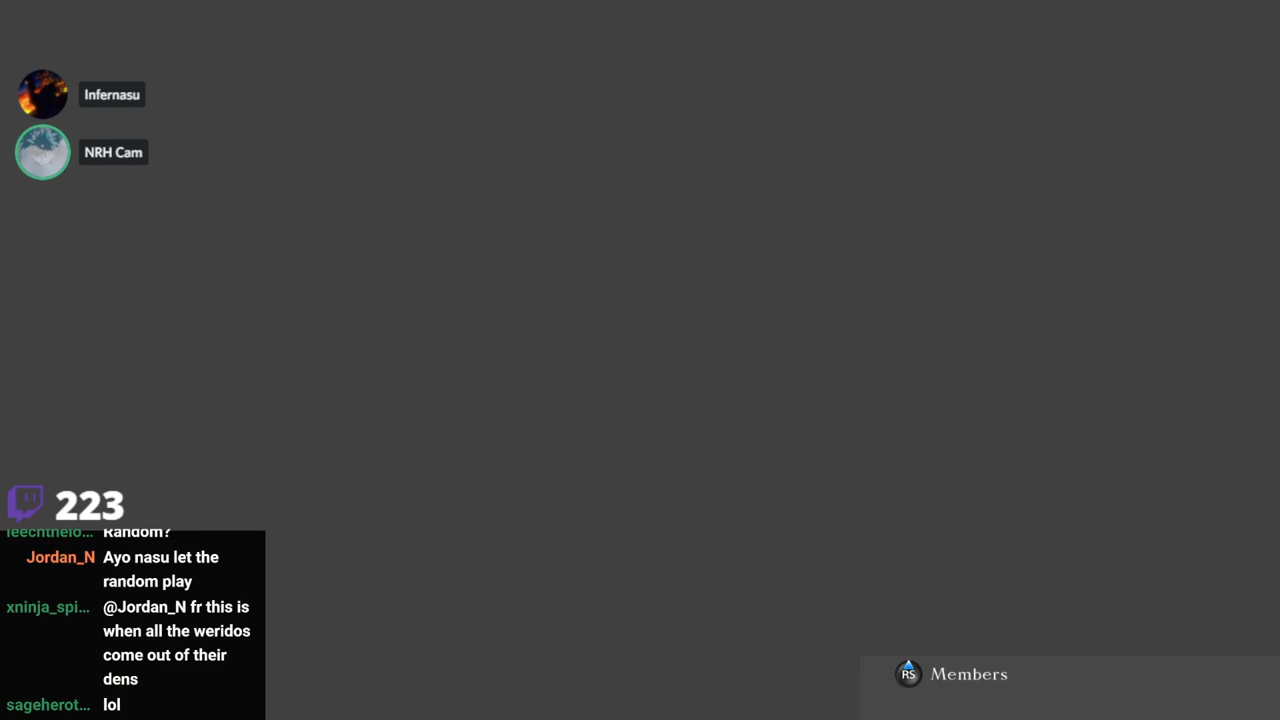 Infernasu
NRH Cam
223
Random?
Jordan_N Ayo nasu let the
random play
xninja_spi... @Jordan_N fr this is
when all the weridos
come out of their
dens
sageherot... lol
RS Members